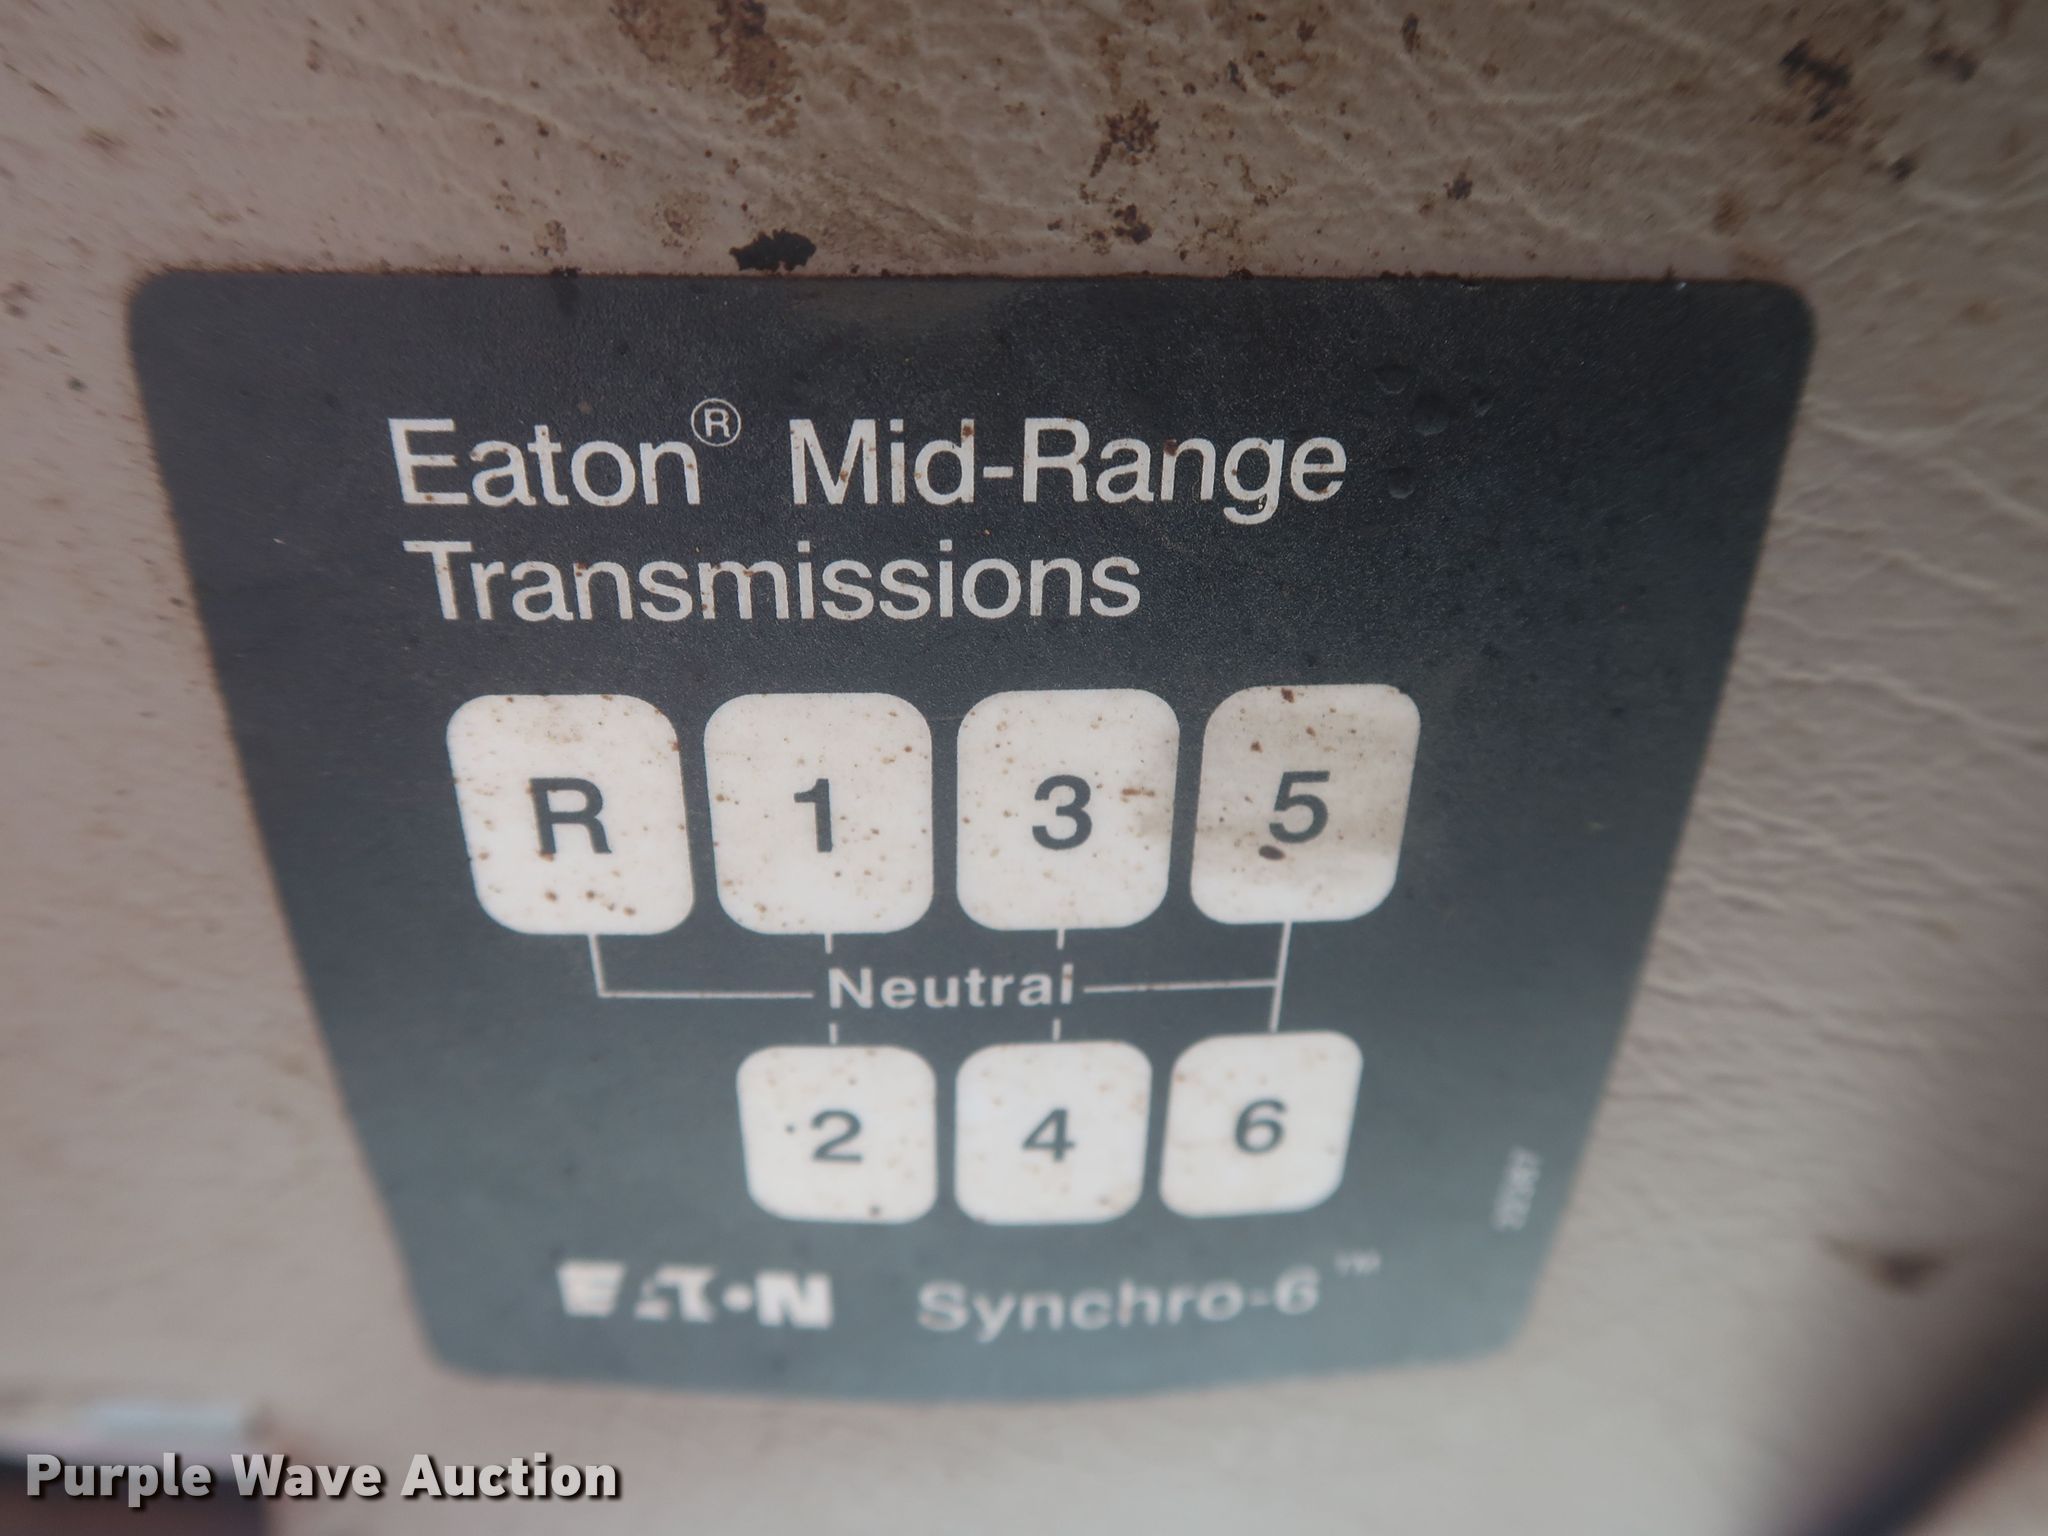 Eaton® Mid-Range
Transmissions
R 1 3 5
Neutral
2 4 6
EATON Synchro-6™
Purple Wave Auction